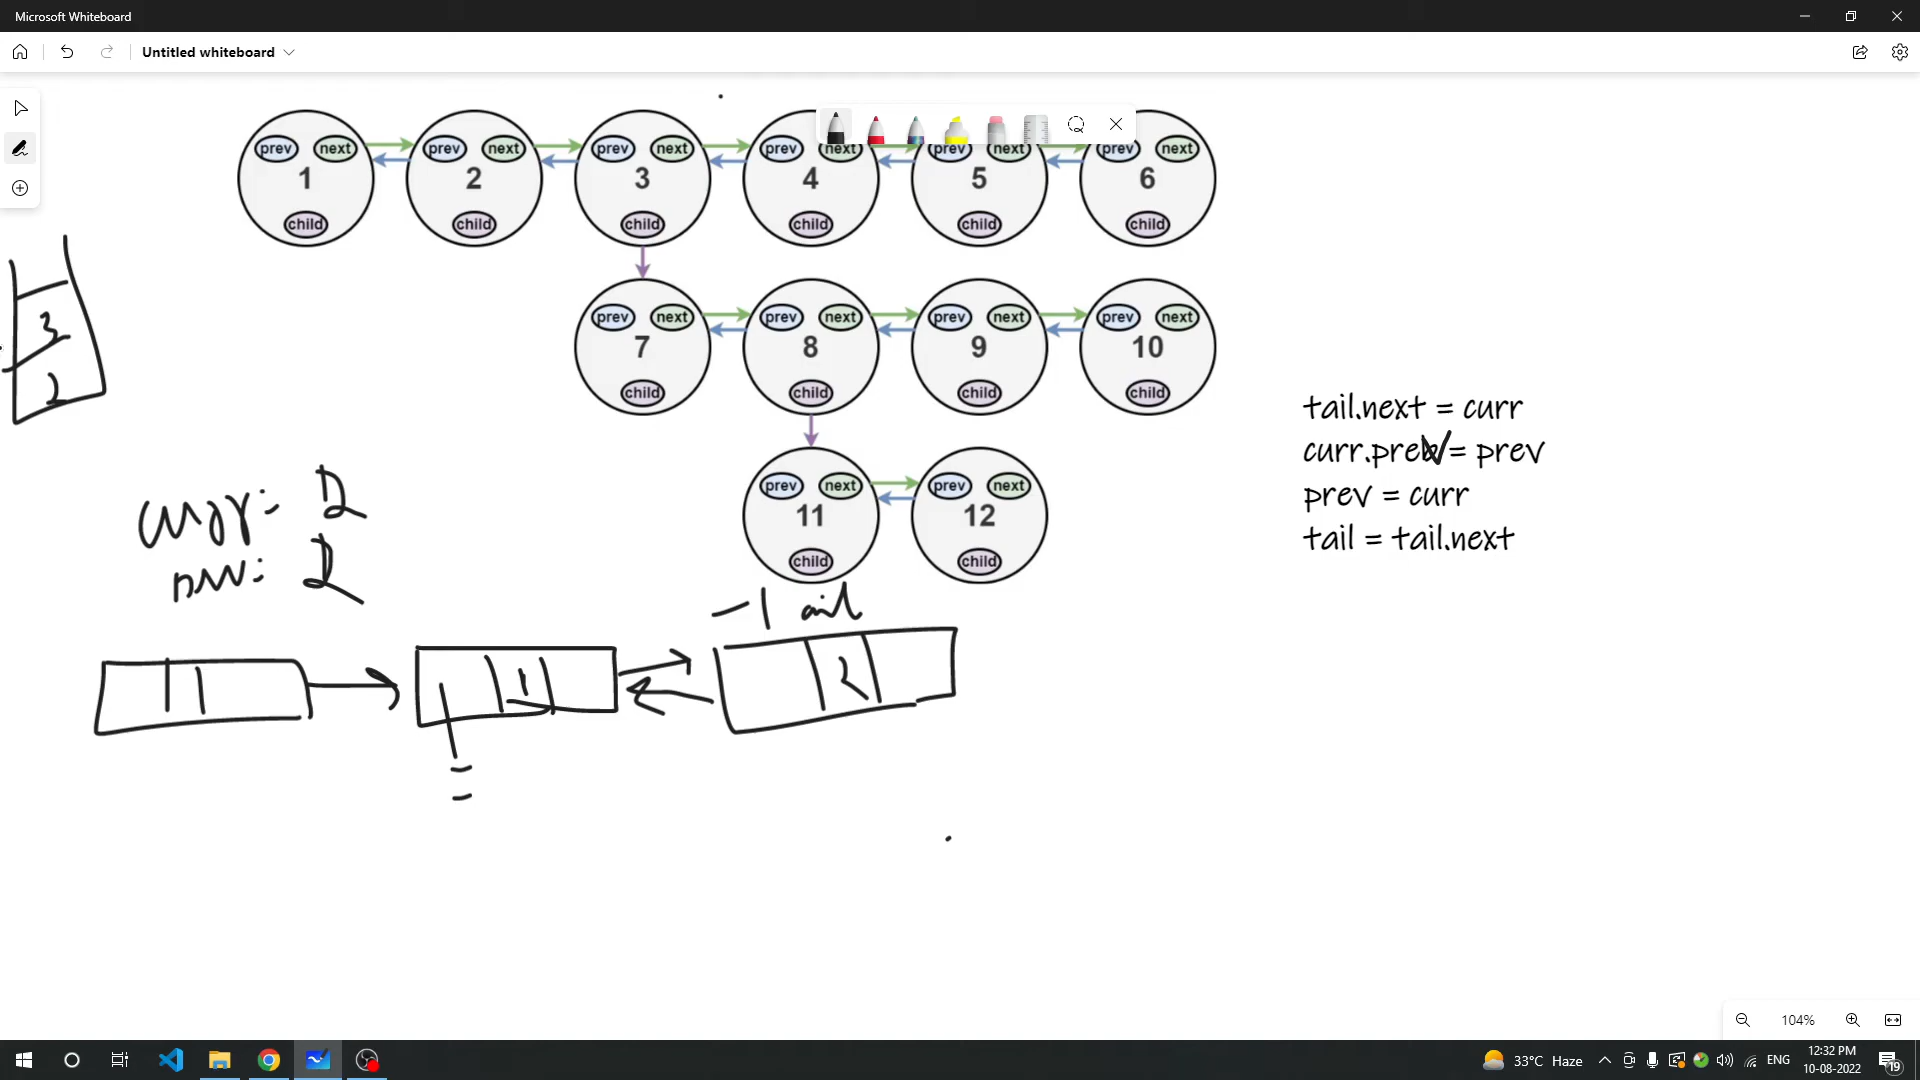 Microsoft Whiteboard
Untitled whiteboard
prev next prev next prev next prev next prev next prev next
1 2 3 4 5 6
child child child child child child
3
2
prev next prev next prev next prev next
7 8 9 10
child child child child
tail.next = curr
curr.prev = prev
prev = curr
tail = tail.next
prev next prev next
11 12
child child
curr: 2
-1
1 2
104%
33°C Haze
ENG
12:32 PM
10-08-2022
19